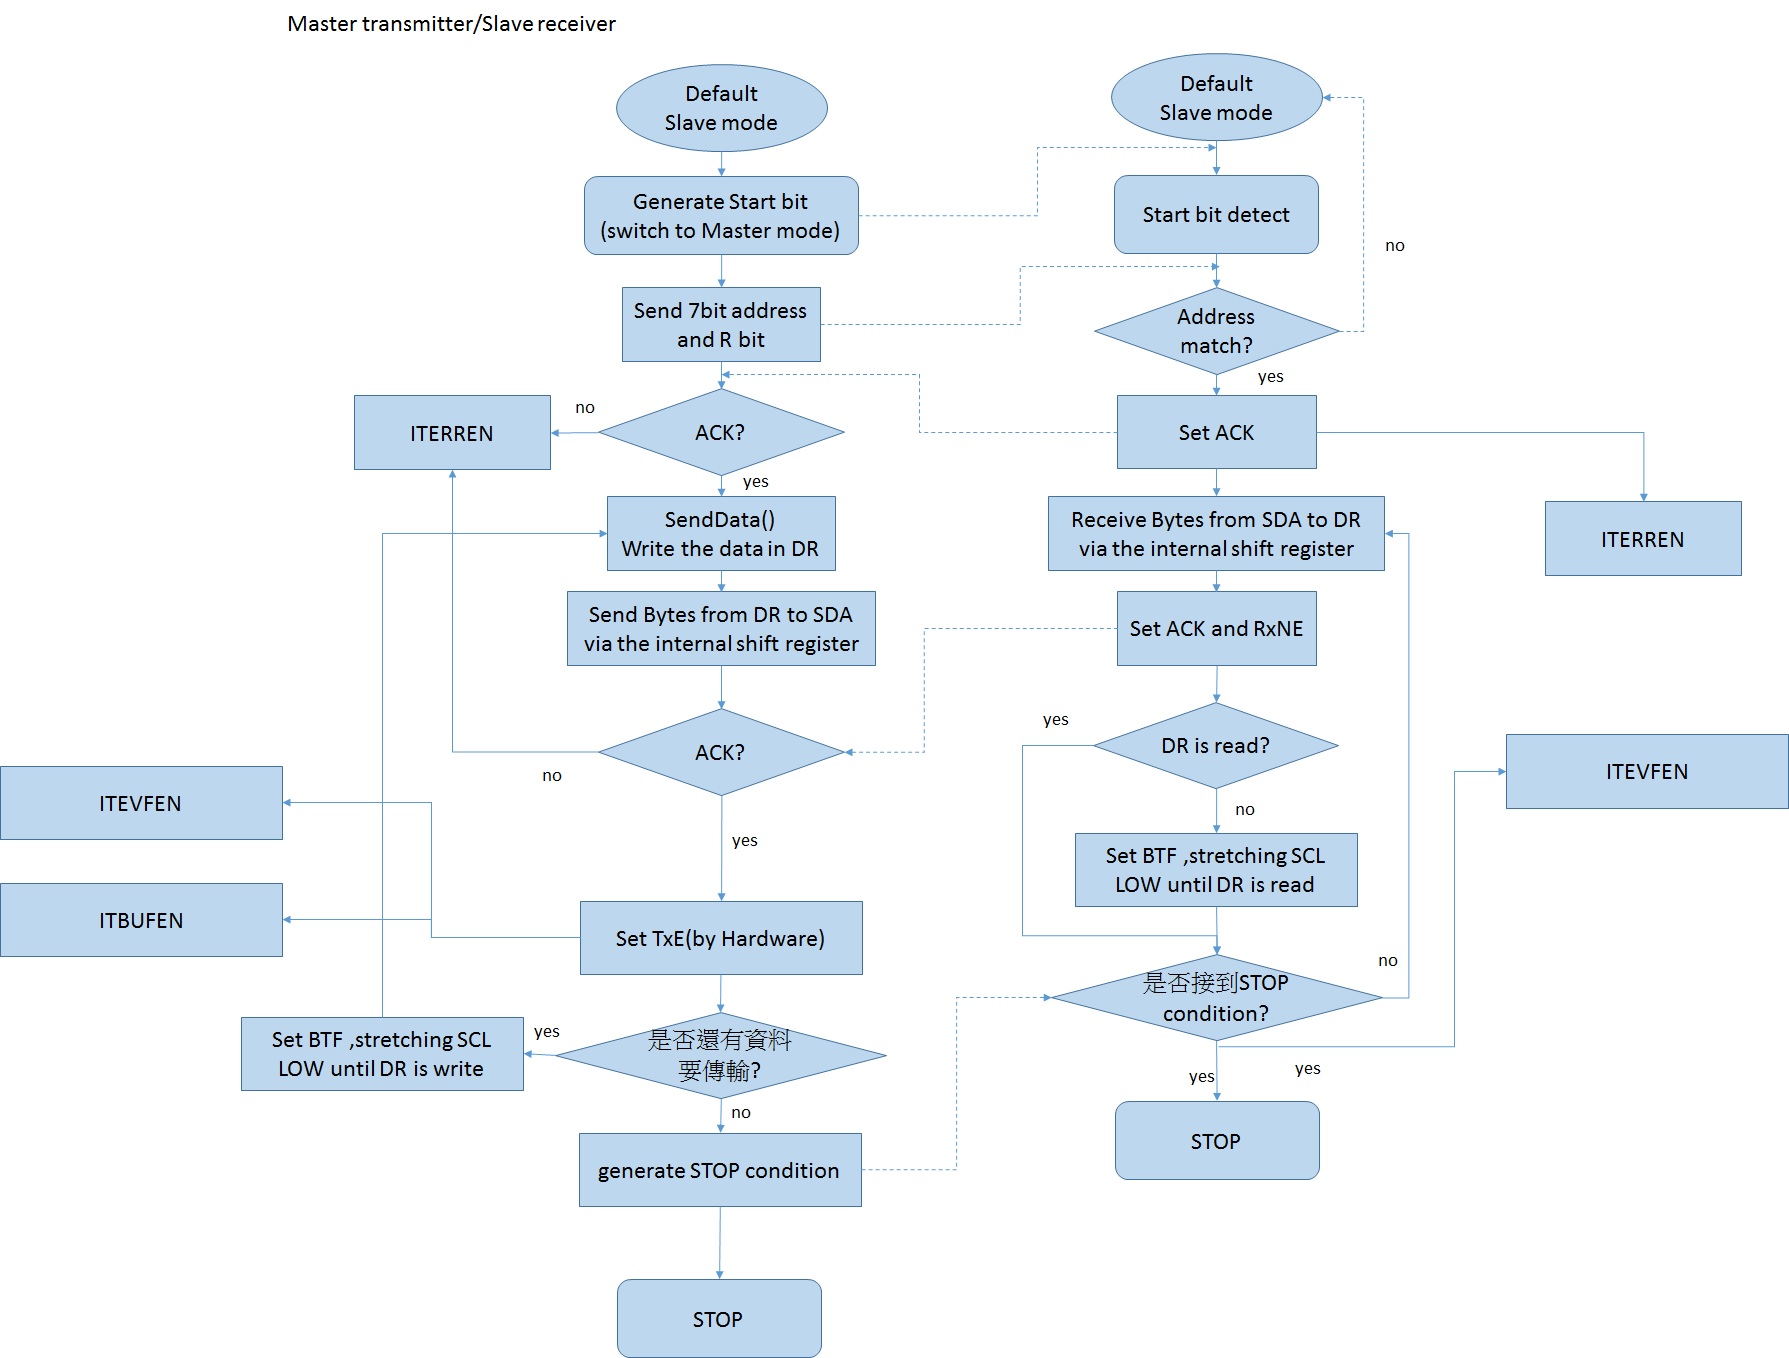 Master transmitter/Slave receiver
Default
Slave mode
Generate Start bit
(switch to Master mode)
Send 7bit address
and R bit
ACK?
no
ITERREN
yes
SendData()
Write the data in DR
Send Bytes from DR to SDA
via the internal shift register
ACK?
no
yes
ITEVFEN
ITBUFEN
Set TxE(by Hardware)
是否還有資料
要傳輸?
yes
Set BTF ,stretching SCL
LOW until DR is write
no
generate STOP condition
STOP
Default
Slave mode
Start bit detect
no
Address
match?
yes
Set ACK
ITERREN
Receive Bytes from SDA to DR
via the internal shift register
Set ACK and RxNE
yes
DR is read?
no
ITEVFEN
Set BTF ,stretching SCL
LOW until DR is read
no
是否接到STOP
condition?
yes
yes
STOP